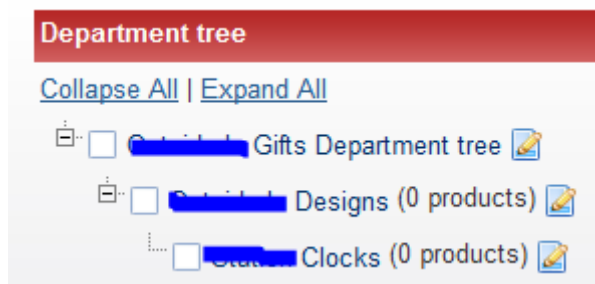 Department tree
Collapse All | Expand All
Gifts Department tree
Designs (0 products)
Clocks (0 products)